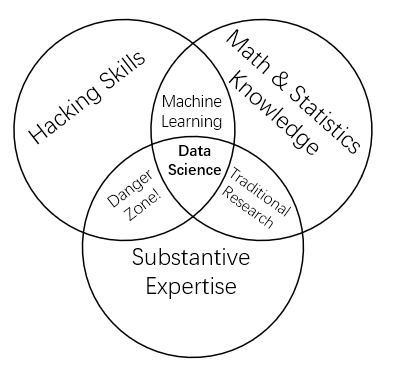 Hacking Skills
Math & Statistics
Knowledge
Machine
Learning
Data
Science
Danger
Zone!
Traditional
Research
Substantive
Expertise